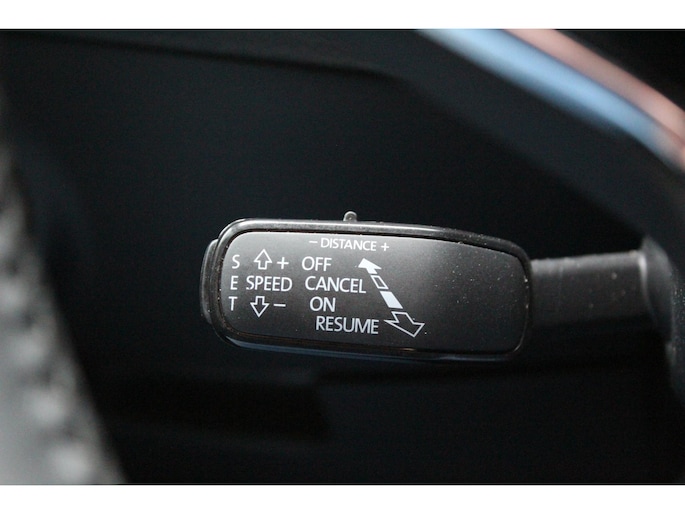 − DISTANCE +
S + OFF
E SPEED CANCEL
T − ON
RESUME